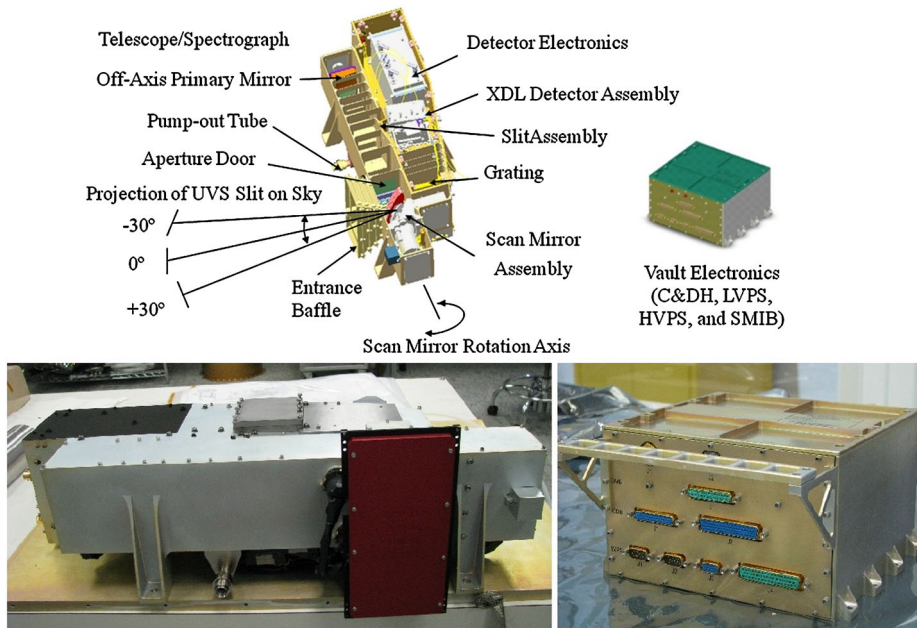 Telescope/Spectrograph
Off-Axis Primary Mirror
Pump-out Tube
Aperture Door
Projection of UVS Slit on Sky
-30°
0°
+30°
Entrance
Baffle
Detector Electronics
XDL Detector Assembly
SlitAssembly
Grating
Scan Mirror
Assembly
Scan Mirror Rotation Axis
Vault Electronics
(C&DH, LVPS,
HVPS, and SMIB)